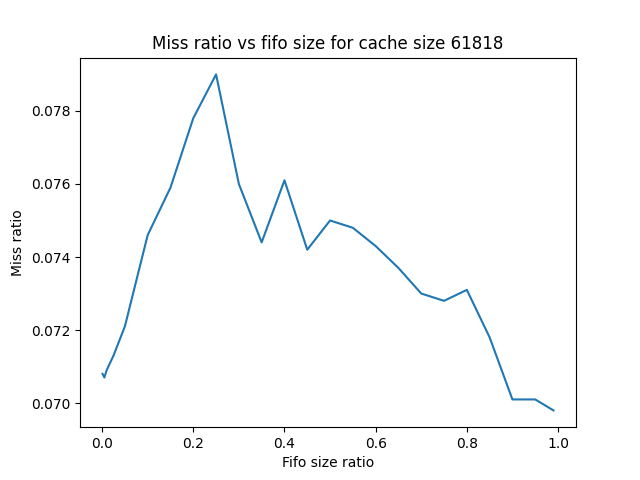 Miss ratio vs fifo size for cache size 61818
0.078
0.076
0.074
0.072
0.070
Miss ratio
0.0 0.2 0.4 0.6 0.8 1.0
Fifo size ratio